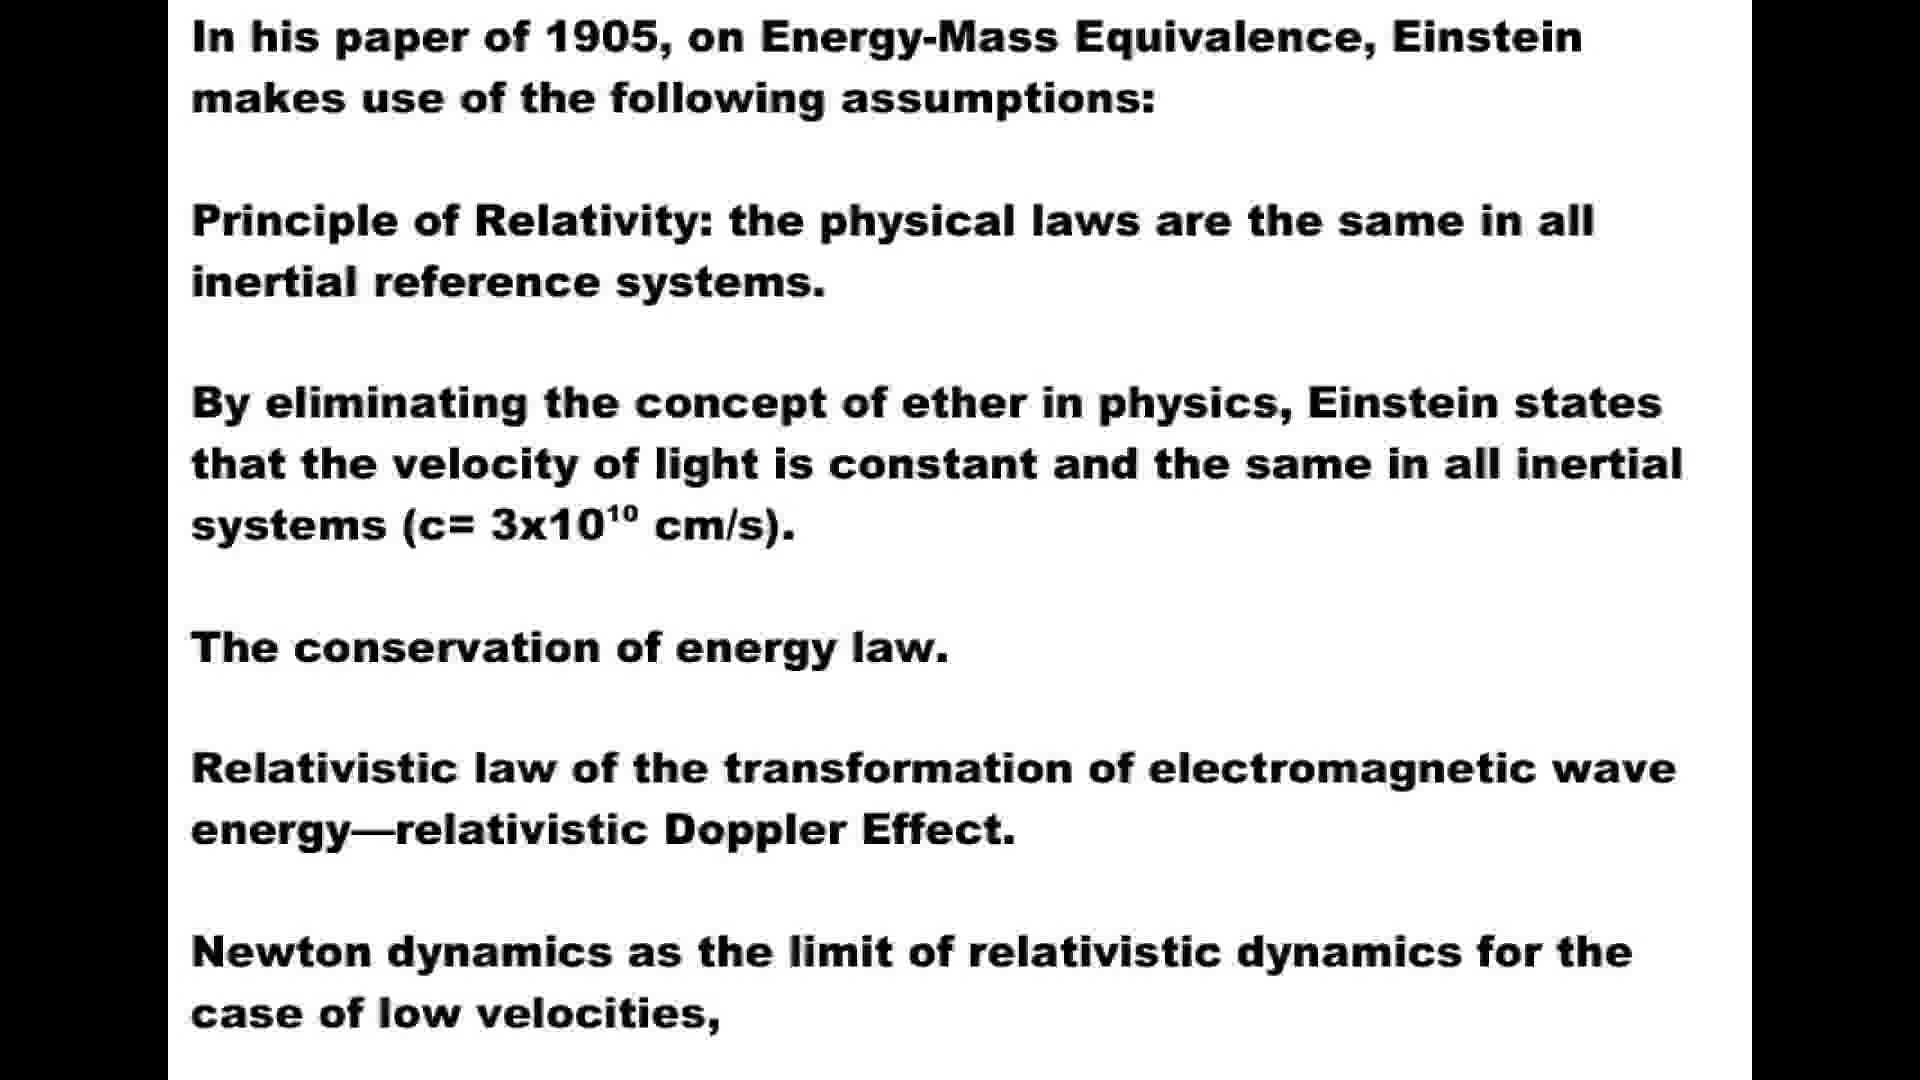 In his paper of 1905, on Energy-Mass Equivalence, Einstein
makes use of the following assumptions:
Principle of Relativity: the physical laws are the same in all
inertial reference systems.
By eliminating the concept of ether in physics, Einstein states
that the velocity of light is constant and the same in all inertial
systems (c= 3x10¹⁰ cm/s).
The conservation of energy law.
Relativistic law of the transformation of electromagnetic wave
energy—relativistic Doppler Effect.
Newton dynamics as the limit of relativistic dynamics for the
case of low velocities,